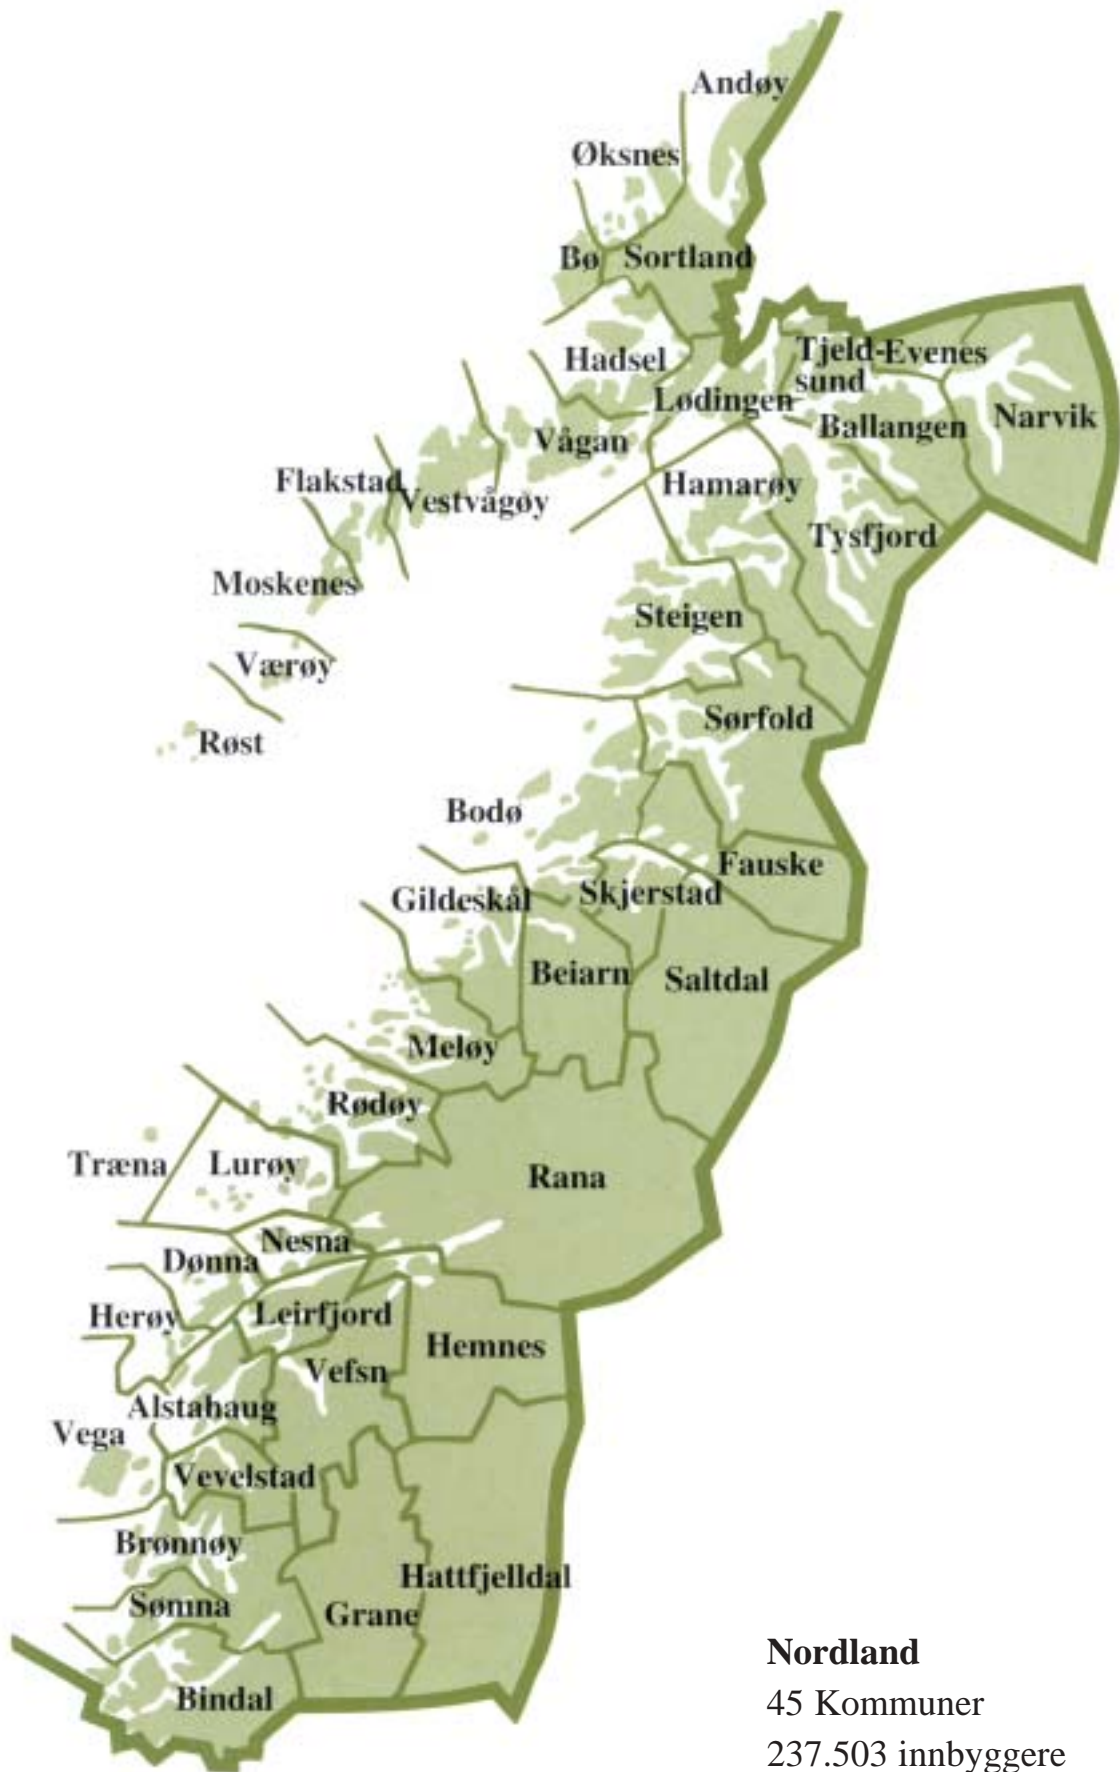 Andøy
Øksnes
Bø
Sortland
Hadsel
Tjeld-
sund
Evenes
Lødingen
Narvik
Ballangen
Vågan
Flakstad
Vestvågøy
Hamarøy
Tysfjord
Moskenes
Steigen
Værøy
Røst
Sørfold
Bodø
Fauske
Skjerstad
Gildeskål
Beiarn
Saltdal
Meløy
Rødøy
Træna
Lurøy
Rana
Nesna
Dønna
Herøy
Leirfjord
Hemnes
Vefsn
Alstahaug
Vega
Vevelstad
Brønnøy
Hattfjelldal
Sømna
Grane
Bindal
Nordland
45 Kommuner
237.503 innbyggere